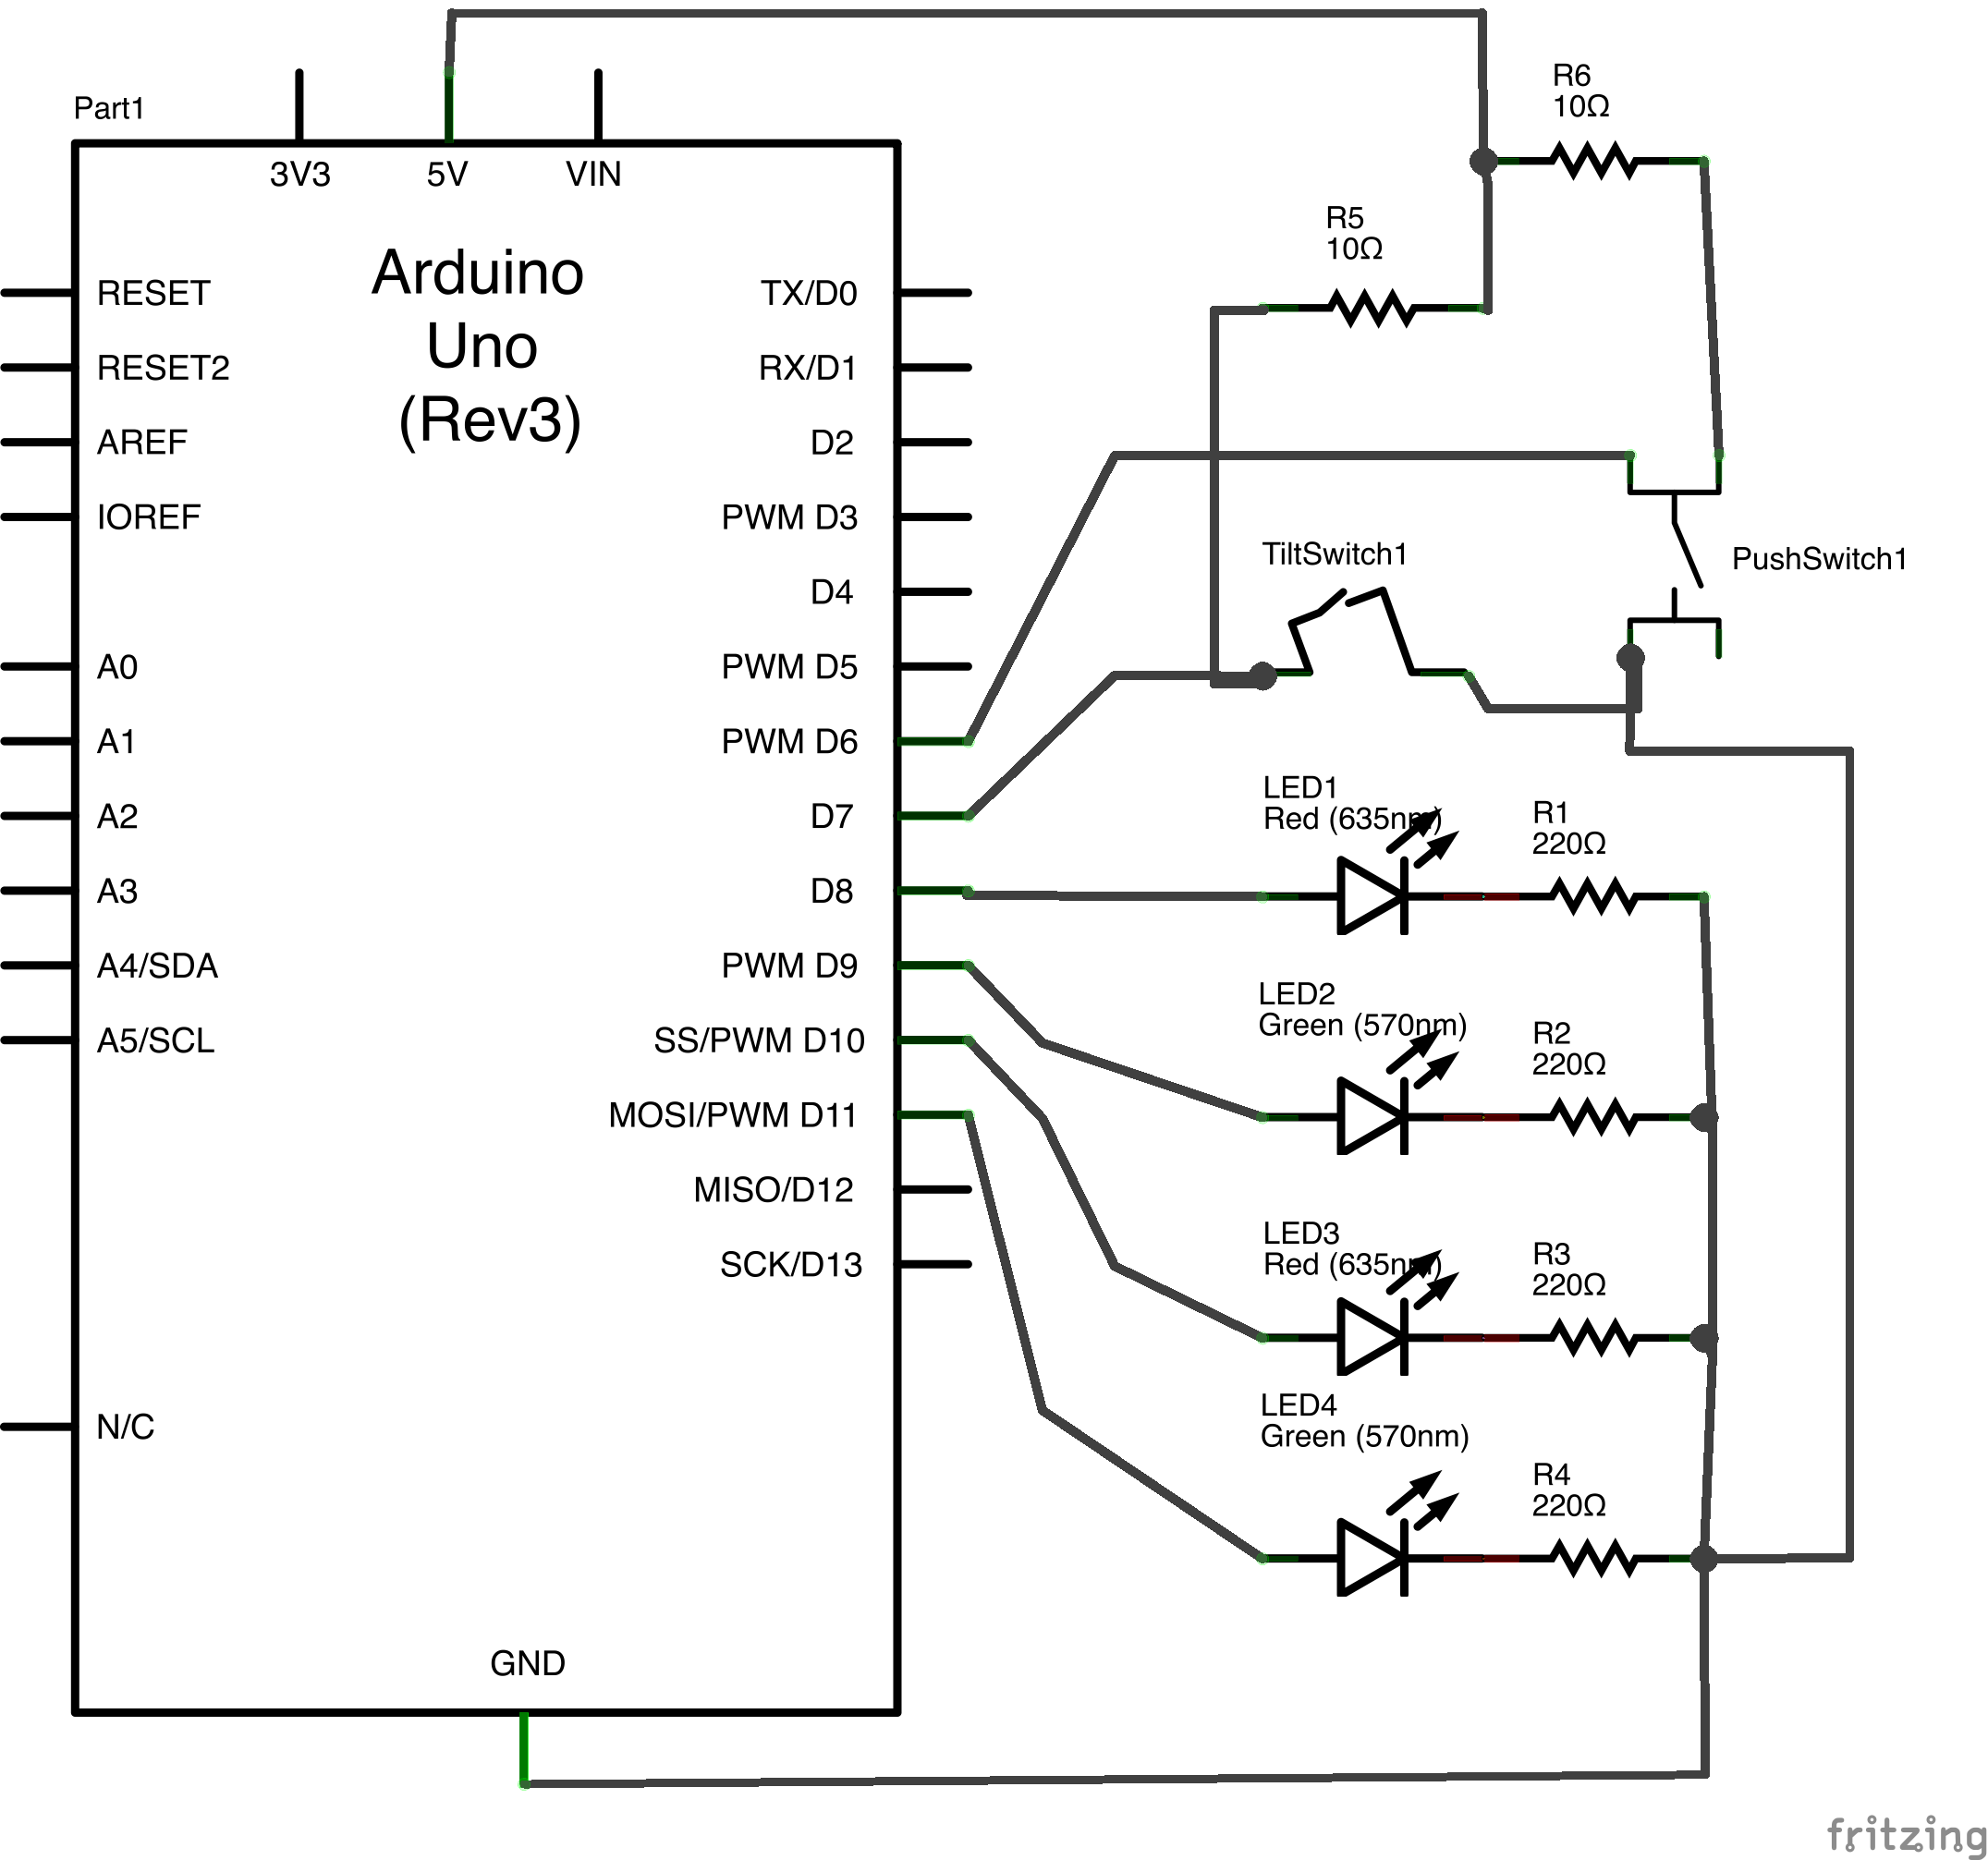 Part1
3V3
5V
VIN
Arduino
Uno
(Rev3)
RESET
RESET2
AREF
IOREF
A0
A1
A2
A3
A4/SDA
A5/SCL
N/C
TX/D0
RX/D1
D2
PWM D3
D4
PWM D5
PWM D6
D7
D8
PWM D9
SS/PWM D10
MOSI/PWM D11
MISO/D12
SCK/D13
GND
R6
10Ω
R5
10Ω
TiltSwitch1
PushSwitch1
LED1
Red (635nm)
R1
220Ω
LED2
Green (570nm)
R2
220Ω
LED3
Red (635nm)
R3
220Ω
LED4
Green (570nm)
R4
220Ω
fritzing